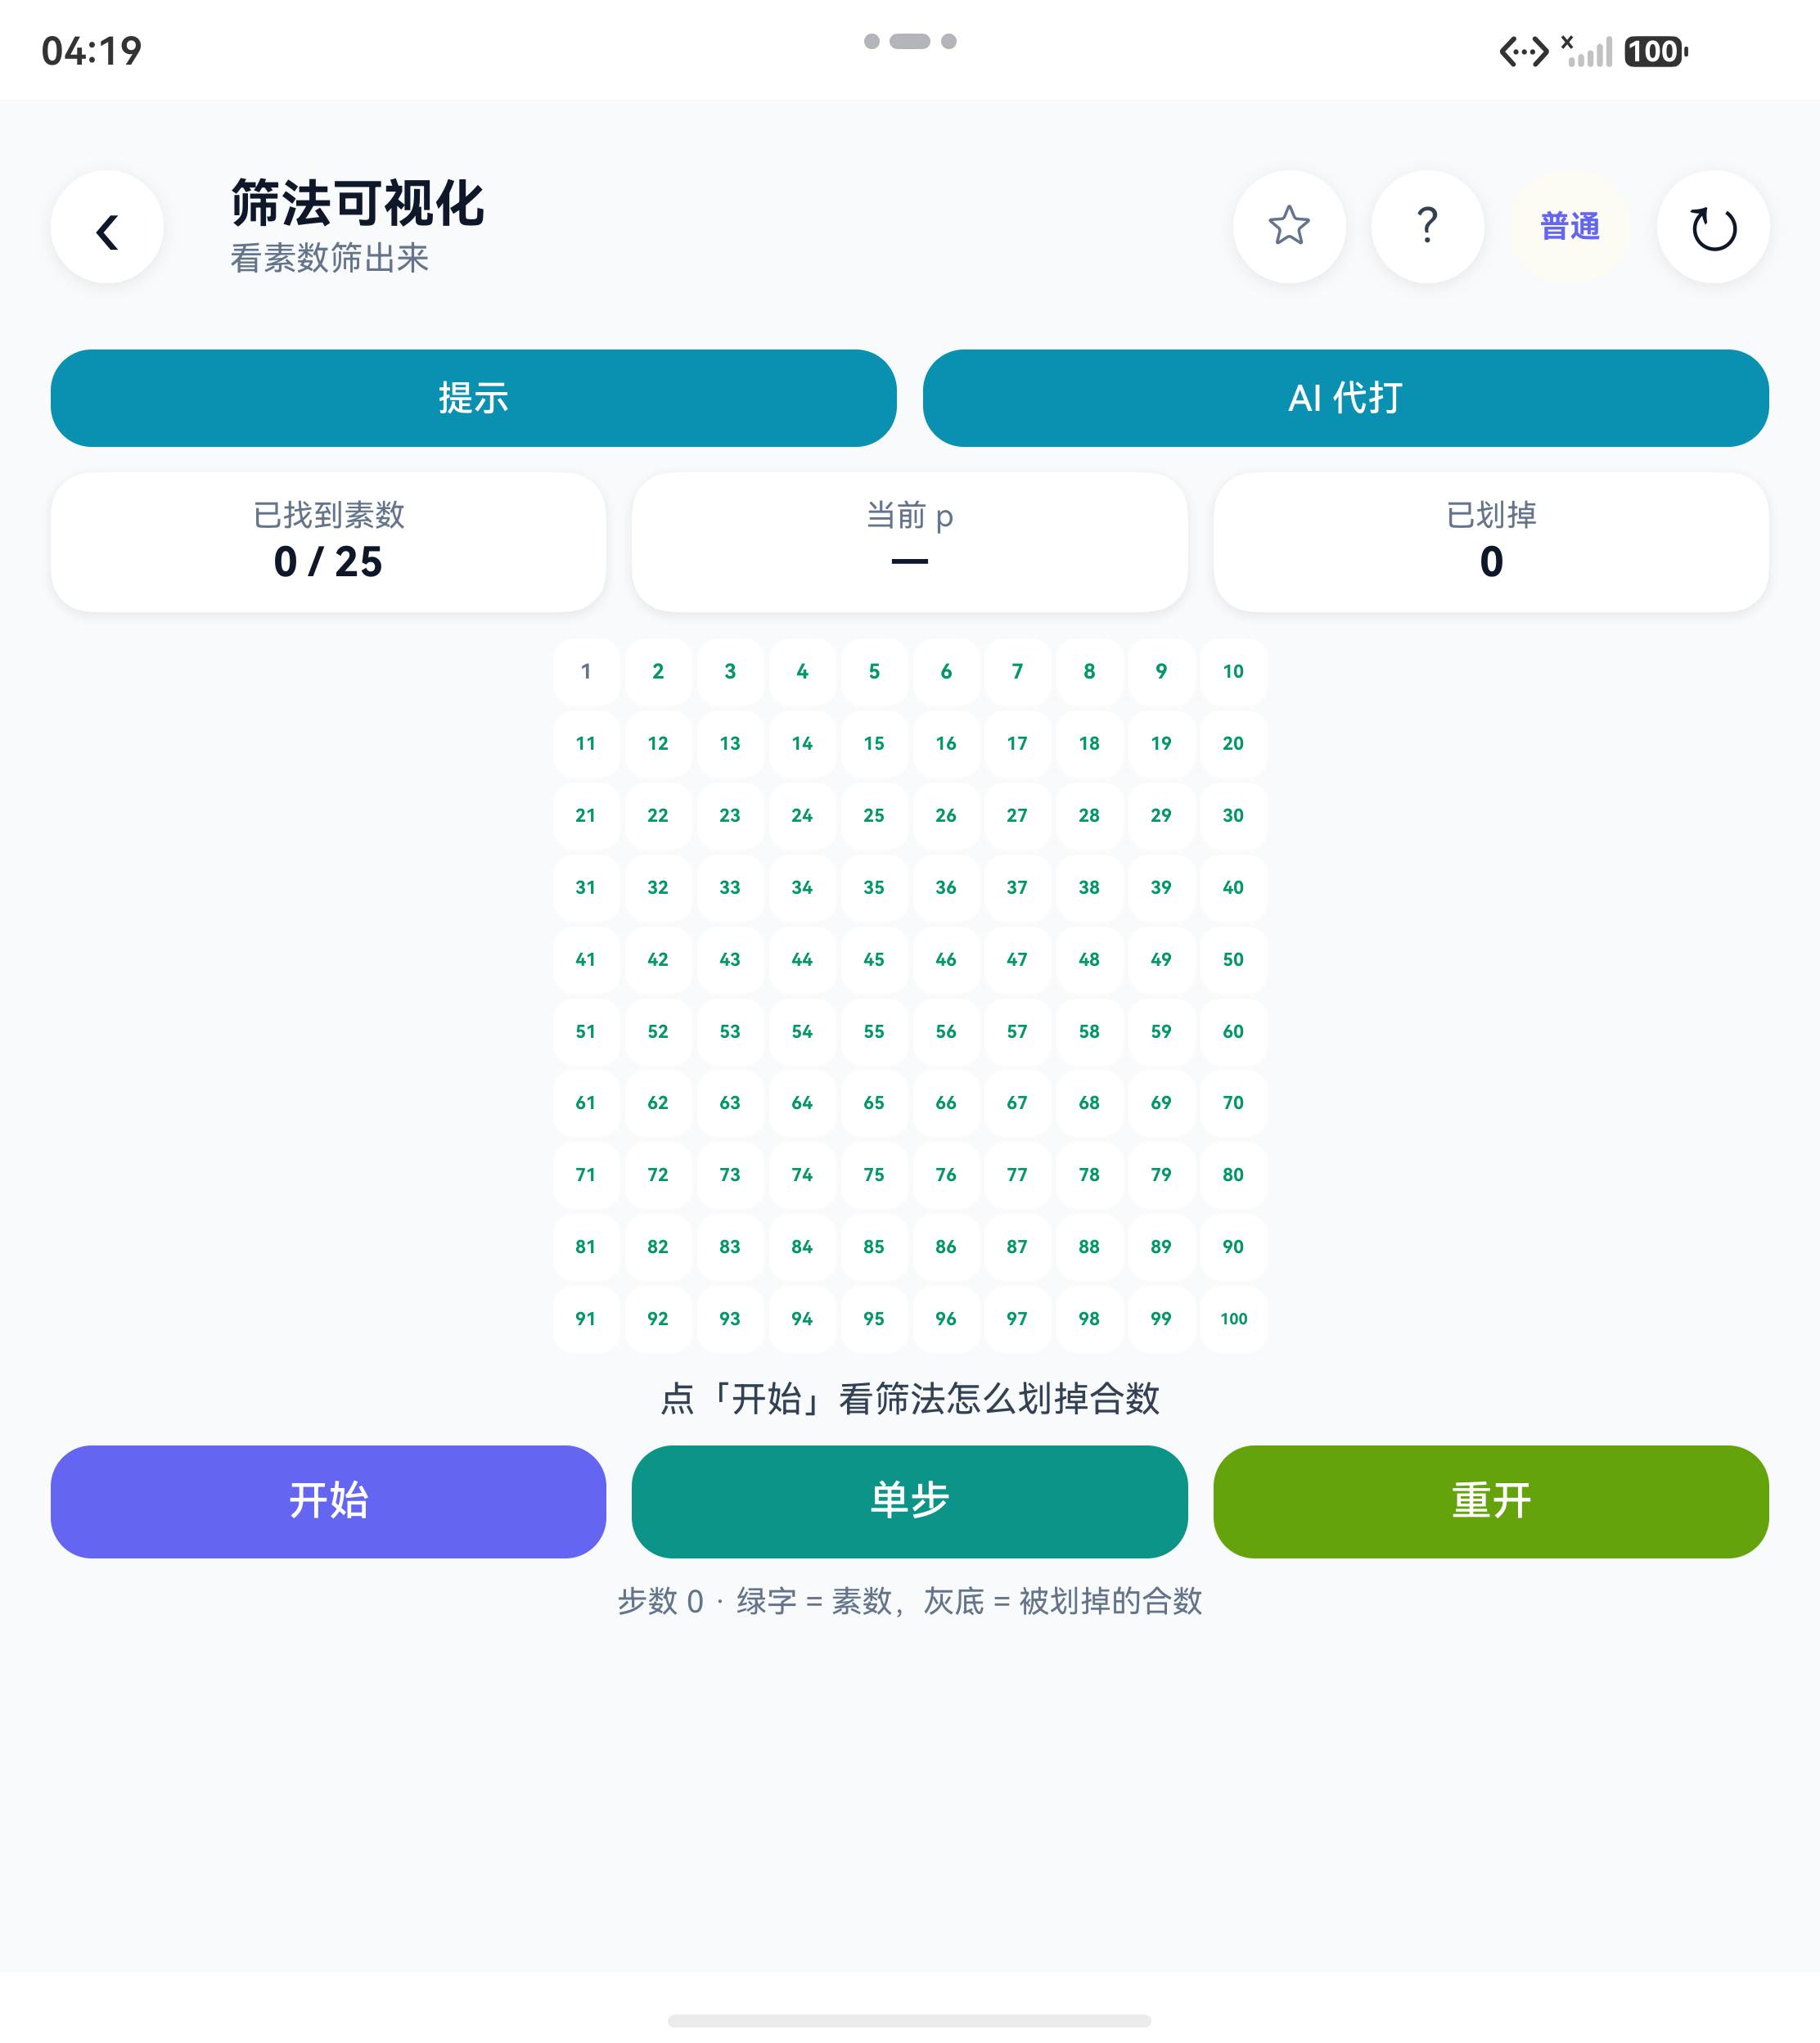 04:19
100
筛法可视化
看素数筛出来
?
普通
提示
AI 代打
已找到素数
0 / 25
当前 p
—
已划掉
0
1 2 3 4 5 6 7 8 9 10
11 12 13 14 15 16 17 18 19 20
21 22 23 24 25 26 27 28 29 30
31 32 33 34 35 36 37 38 39 40
41 42 43 44 45 46 47 48 49 50
51 52 53 54 55 56 57 58 59 60
61 62 63 64 65 66 67 68 69 70
71 72 73 74 75 76 77 78 79 80
81 82 83 84 85 86 87 88 89 90
91 92 93 94 95 96 97 98 99 100
点「开始」看筛法怎么划掉合数
开始
单步
重开
步数 0 · 绿字 = 素数，灰底 = 被划掉的合数